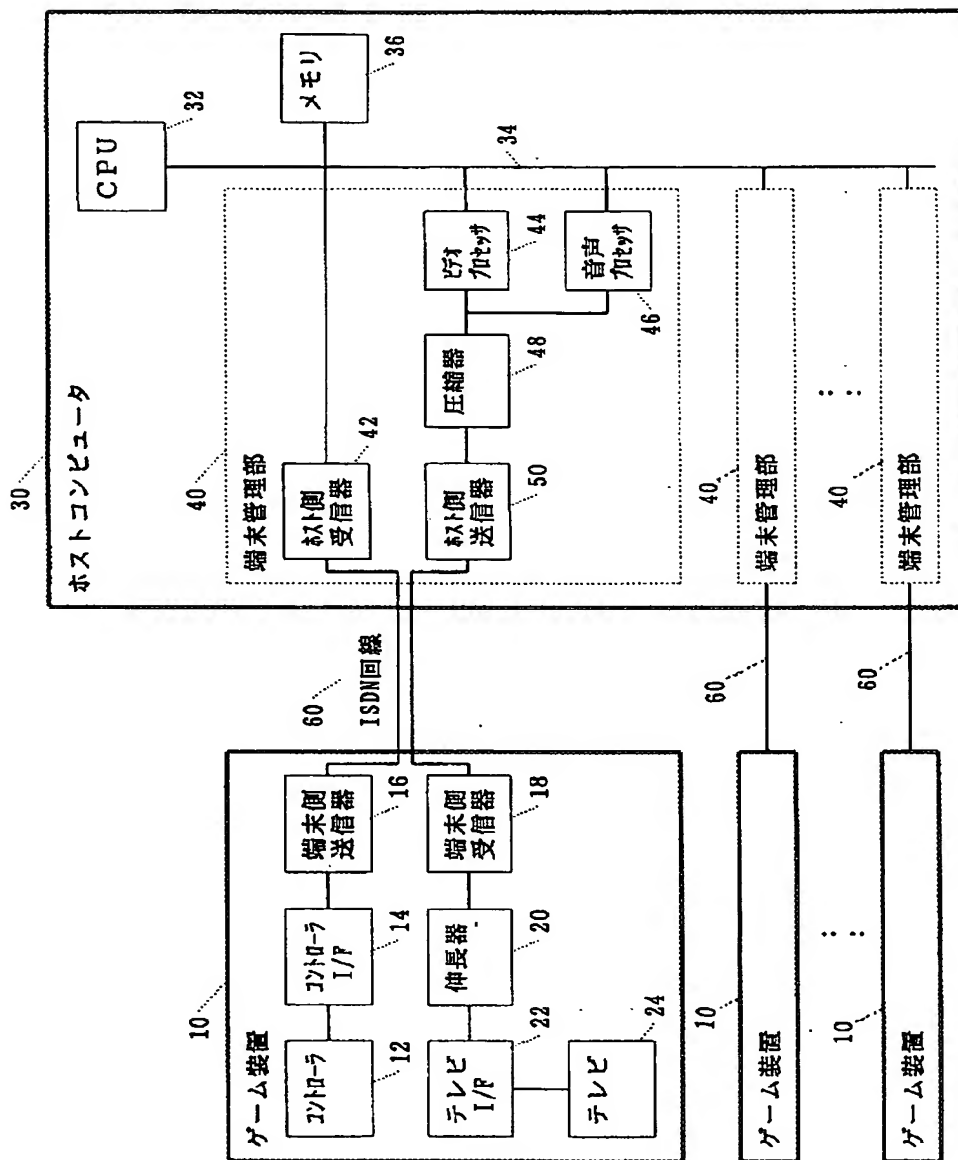 30
ホストコンピュータ
CPU
32
メモリ
36
34
40
端末管理部
ホスト側
受信器
42
ビデオ
プロセッサ
44
音声
プロセッサ
46
圧縮器
48
ホスト側
送信器
50
端末管理部
40
端末管理部
40
60
ISDN回線
60
60
10
ゲーム装置
コントローラ
12
コントローラ
I/F
14
端末側
送信器
16
端末側
受信器
18
伸長器
20
テレビ
I/F
22
テレビ
24
10
ゲーム装置
10
ゲーム装置